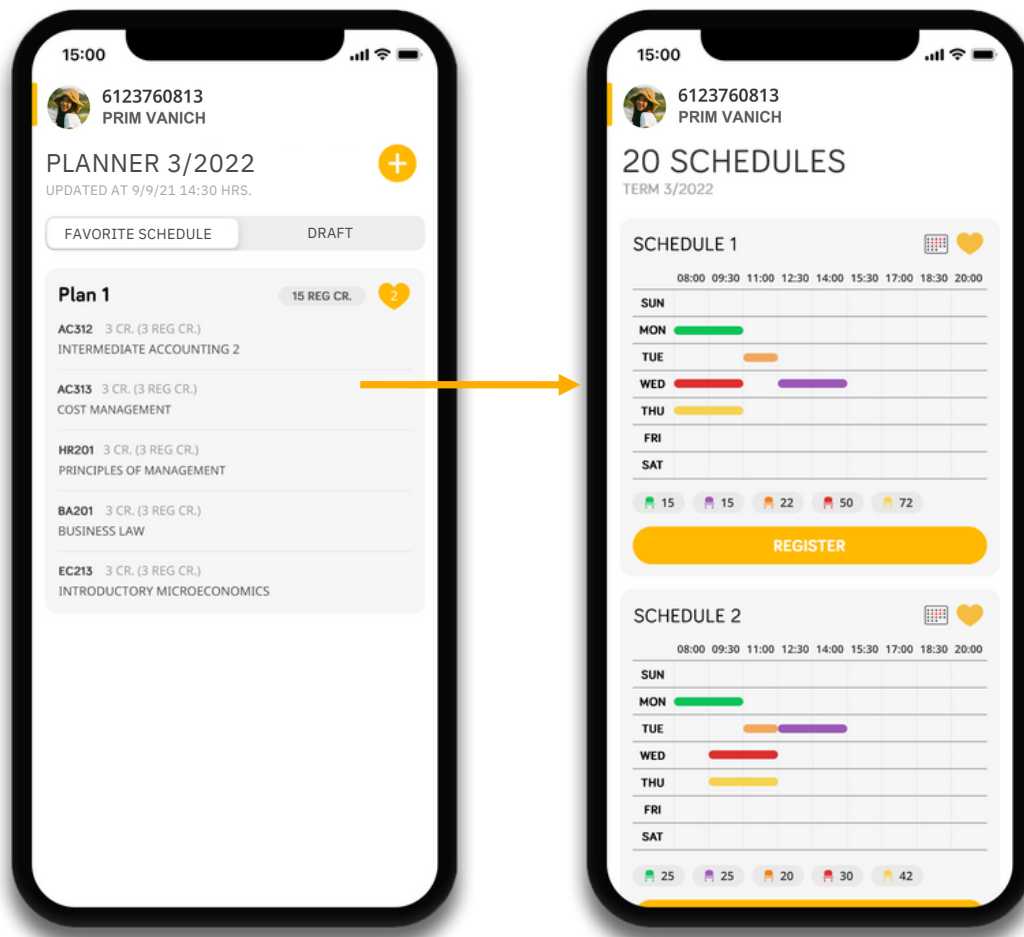 15:00
6123760813
PRIM VANICH
PLANNER 3/2022
UPDATED AT 9/9/21 14:30 HRS.
FAVORITE SCHEDULE DRAFT
Plan 1 15 REG CR. 2
AC312 3 CR. (3 REG CR.)
INTERMEDIATE ACCOUNTING 2
AC313 3 CR. (3 REG CR.)
COST MANAGEMENT
HR201 3 CR. (3 REG CR.)
PRINCIPLES OF MANAGEMENT
BA201 3 CR. (3 REG CR.)
BUSINESS LAW
EC213 3 CR. (3 REG CR.)
INTRODUCTORY MICROECONOMICS
15:00
6123760813
PRIM VANICH
20 SCHEDULES
TERM 3/2022
SCHEDULE 1
08:00 09:30 11:00 12:30 14:00 15:30 17:00 18:30 20:00
SUN
MON
TUE
WED
THU
FRI
SAT
15 15 22 50 72
REGISTER
SCHEDULE 2
08:00 09:30 11:00 12:30 14:00 15:30 17:00 18:30 20:00
SUN
MON
TUE
WED
THU
FRI
SAT
25 25 20 30 42